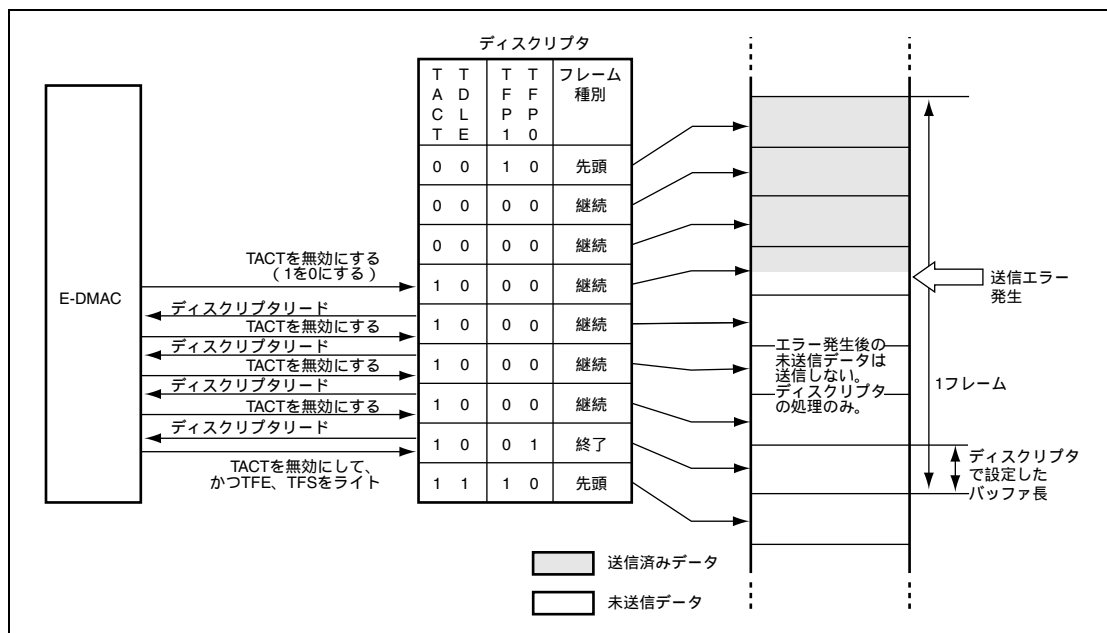 ディスクリプタ
TACT TDLE TFP1 TFP0 フレーム種別
0 0 1 0 先頭
0 0 0 0 継続
0 0 0 0 継続
1 0 0 0 継続
1 0 0 0 継続
1 0 0 0 継続
1 0 0 0 継続
1 0 0 1 終了
1 1 1 0 先頭
E-DMAC
TACTを無効にする
(1を0にする)
ディスクリプタリード
TACTを無効にする
ディスクリプタリード
TACTを無効にする
ディスクリプタリード
TACTを無効にする
ディスクリプタリード
TACTを無効にして、
かつTFE、TFSをライト
送信エラー
発生
エラー発生後の
未送信データは
送信しない。
ディスクリプタ
の処理のみ。
1フレーム
ディスクリプタ
で設定した
バッファ長
送信済みデータ
未送信データ